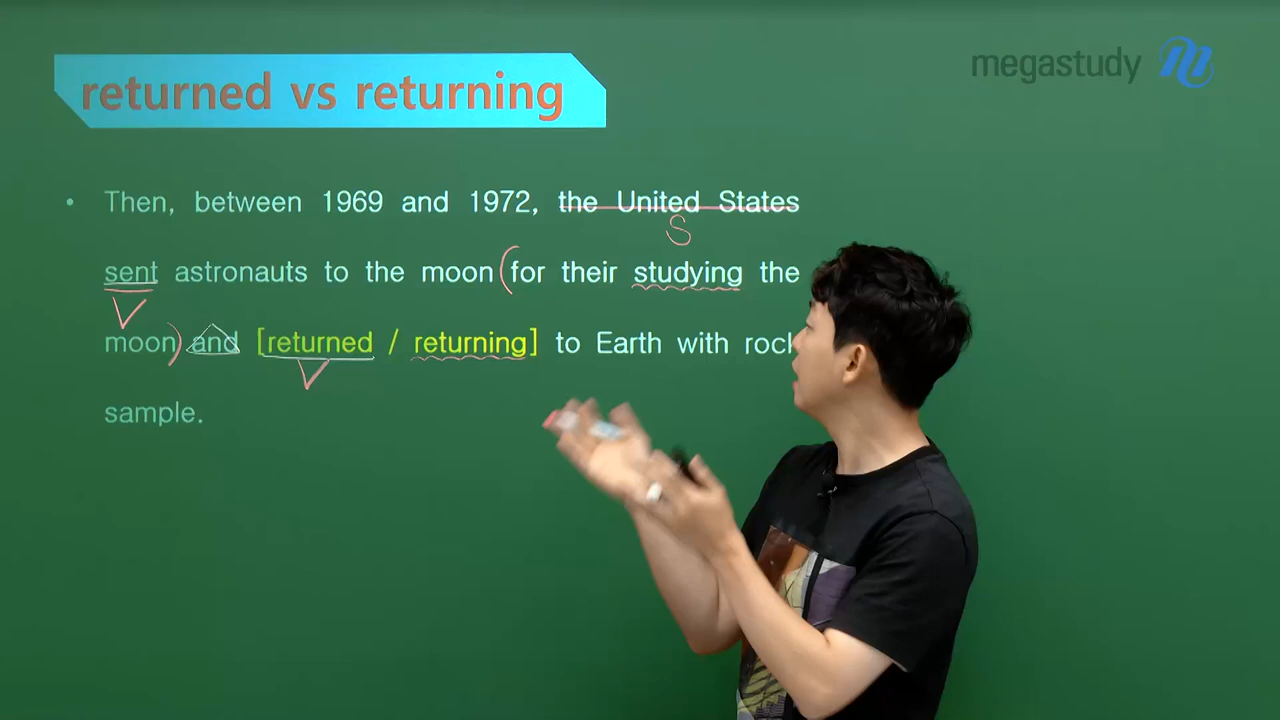 returned vs returning
megastudy
• Then, between 1969 and 1972, the United States
S
sent astronauts to the moon (for their studying the
V
moon) and [returned / returning] to Earth with rock
V
sample.